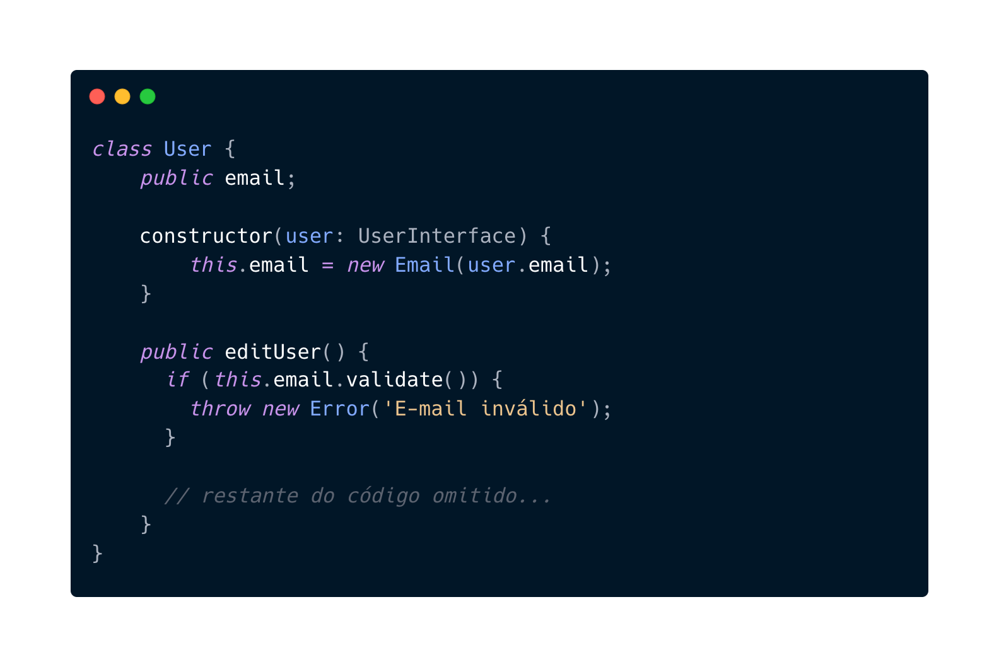 class User {
    public email;

    constructor(user: UserInterface) {
        this.email = new Email(user.email);
    }

    public editUser() {
      if (this.email.validate()) {
        throw new Error('E-mail inválido');
      }

      // restante do código omitido...
    }
}